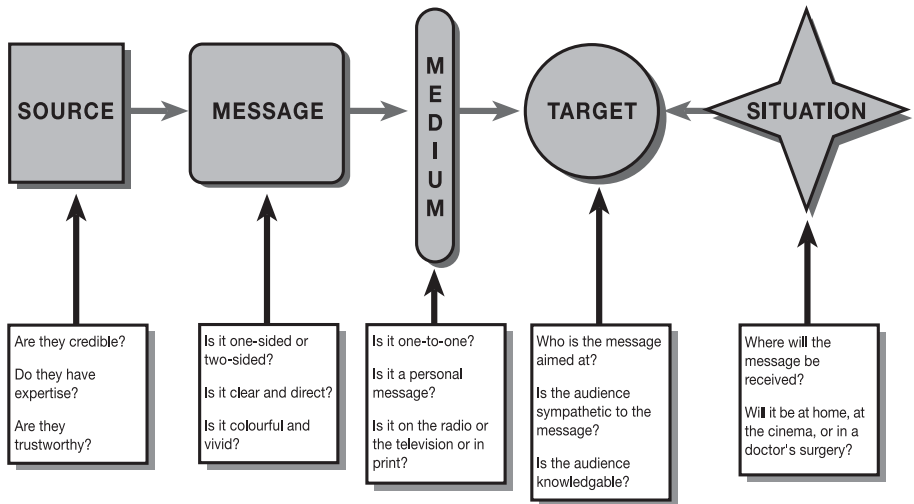 SOURCE
MESSAGE
MEDIUM
TARGET
SITUATION
Are they credible?
Do they have
expertise?
Are they
trustworthy?
Is it one-sided or
two-sided?
Is it clear and direct?
Is it colourful and
vivid?
Is it one-to-one?
Is it a personal
message?
Is it on the radio or
the television or in
print?
Who is the message
aimed at?
Is the audience
sympathetic to the
message?
Is the audience
knowledgable?
Where will the
message be
received?
Will it be at home, at
the cinema, or in a
doctor's surgery?